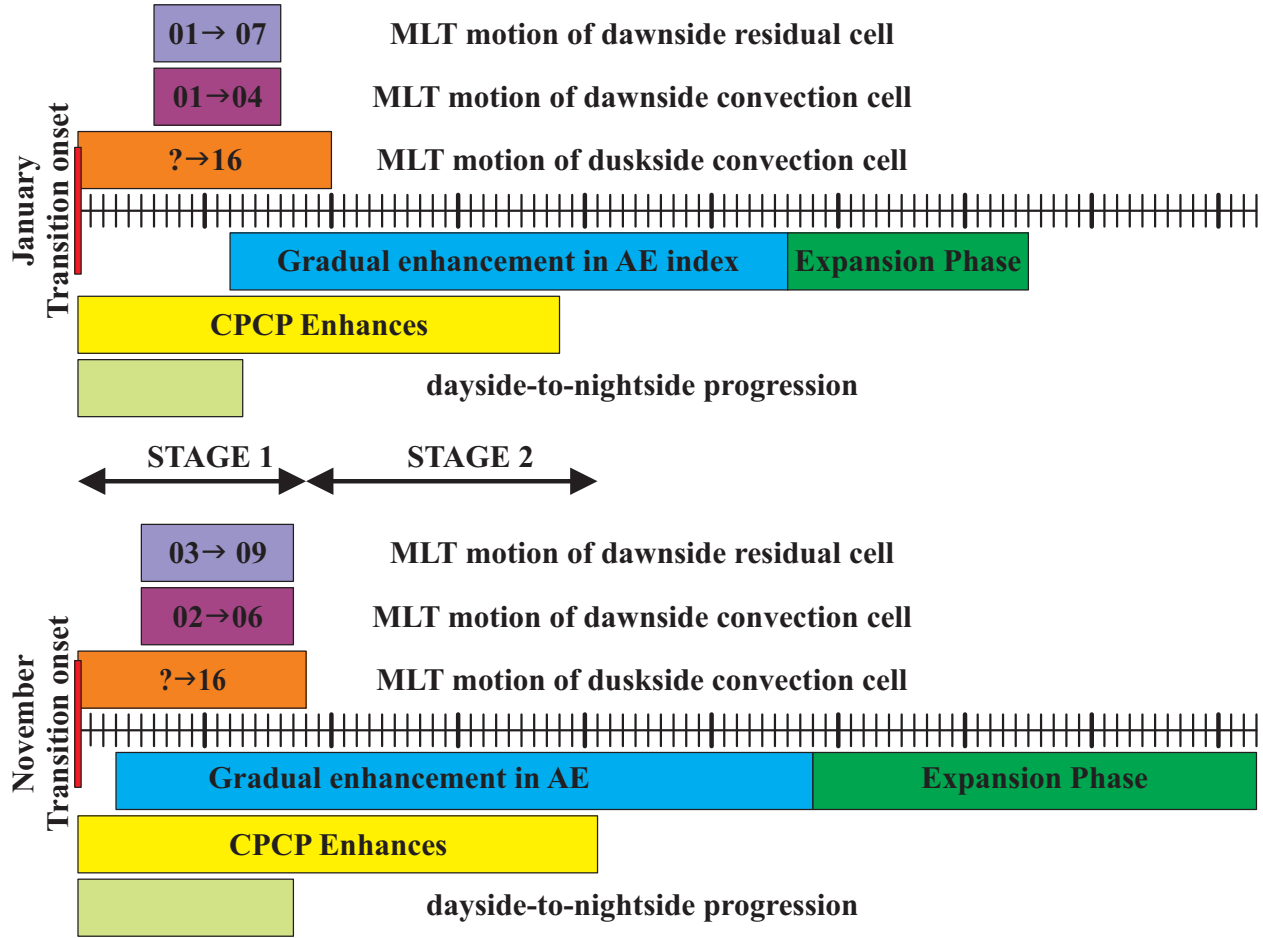 01→07 MLT motion of dawnside residual cell
01→04 MLT motion of dawnside convection cell
?→16 MLT motion of duskside convection cell
January
Transition onset
Gradual enhancement in AE index Expansion Phase
CPCP Enhances
dayside-to-nightside progression
STAGE 1 STAGE 2
03→09 MLT motion of dawnside residual cell
02→06 MLT motion of dawnside convection cell
?→16 MLT motion of duskside convection cell
November
Transition onset
Gradual enhancement in AE Expansion Phase
CPCP Enhances
dayside-to-nightside progression